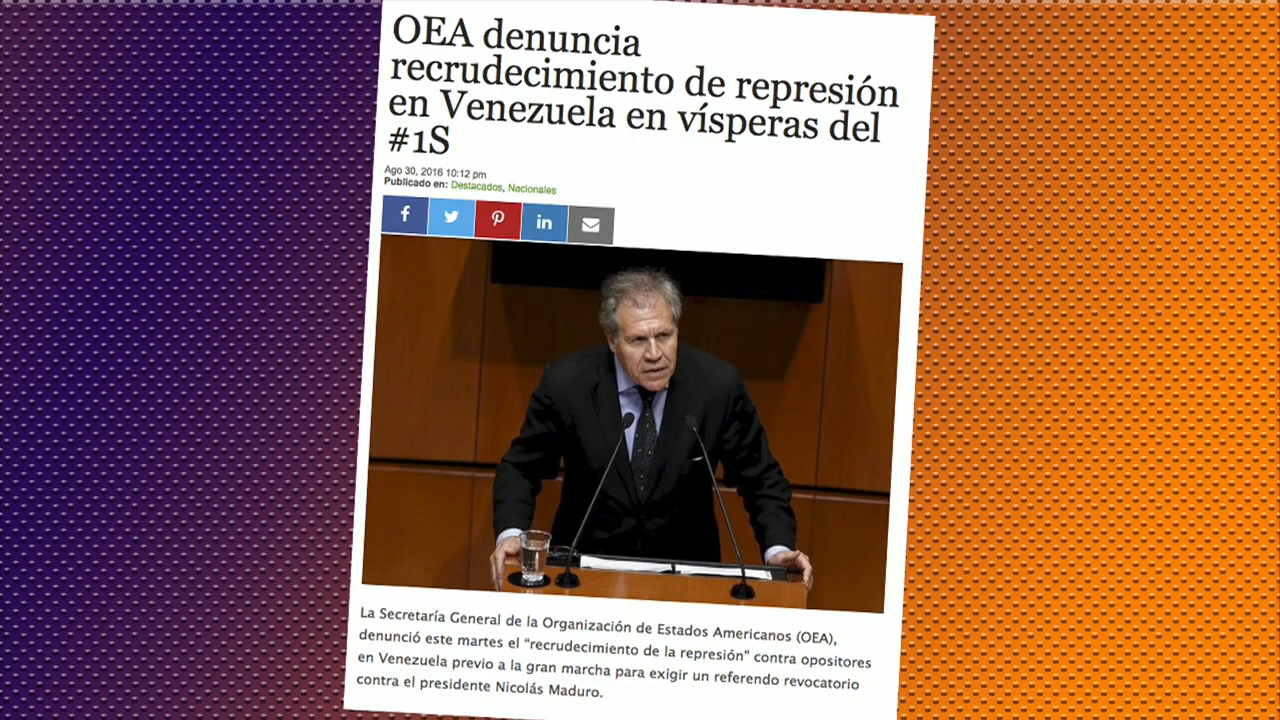 OEA denuncia
recrudecimiento de represión
en Venezuela en vísperas del
#1S
Ago 30, 2016 10:12 pm
Publicado en: Destacados, Nacionales
La Secretaría General de la Organización de Estados Americanos (OEA),
denunció este martes el “recrudecimiento de la represión” contra opositores
en Venezuela previo a la gran marcha para exigir un referendo revocatorio
contra el presidente Nicolás Maduro.